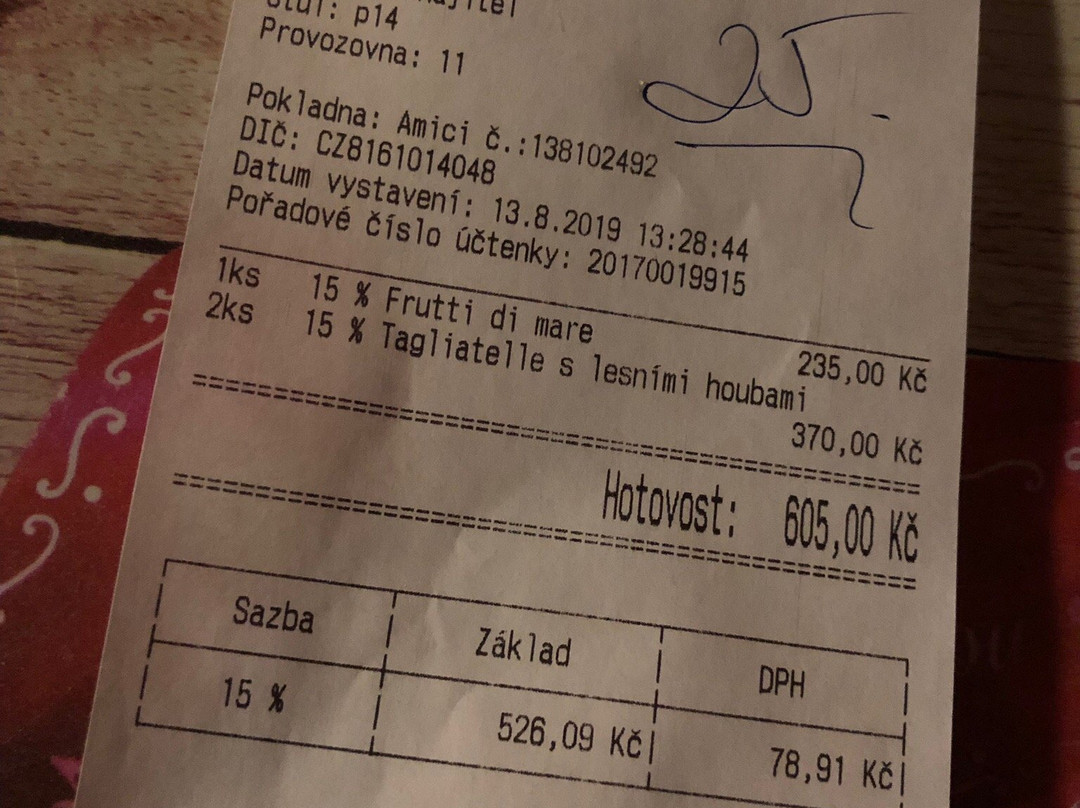 Stůl: p14
Provozovna: 11
25,-
Pokladna: Amici č.:138102492
DIČ: CZ8161014048
Datum vystavení: 13.8.2019 13:28:44
Pořadové číslo účtenky: 20170019915
1ks 15 % Frutti di mare
235,00 Kč
2ks 15 % Tagliatelle s lesními houbami
370,00 Kč
Hotovost: 605,00 Kč
Sazba Základ DPH
15 % 526,09 Kč 78,91 Kč